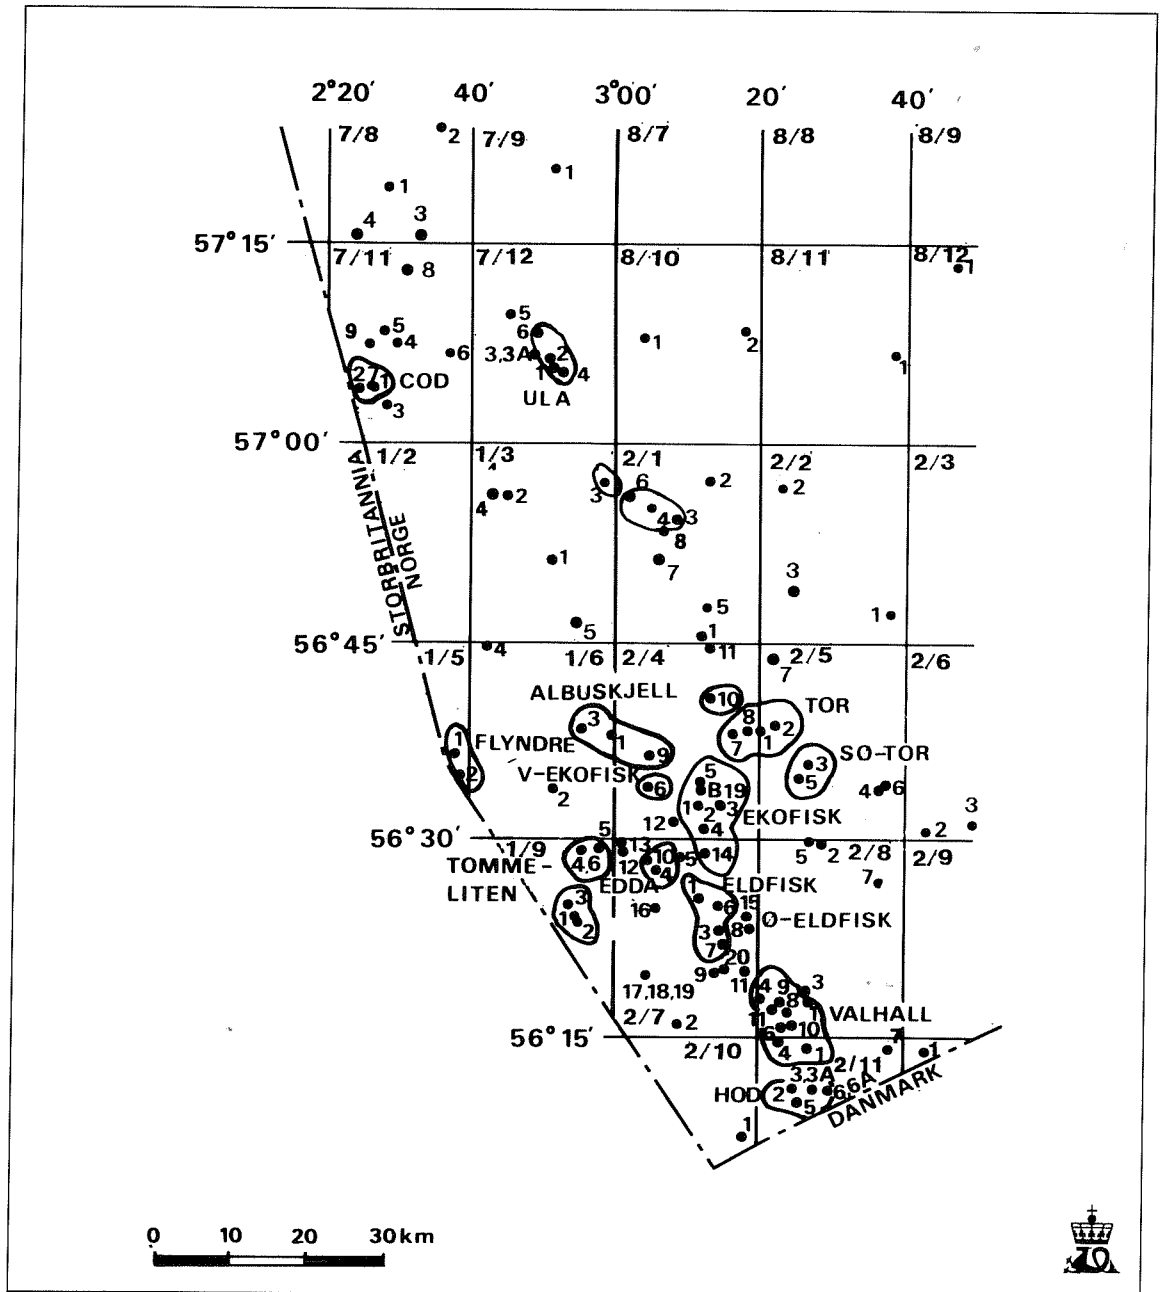 2°20′ 40′ 3°00′ 20′ 40′
7/8 2 7/9 8/7 8/8 8/9
1
1
4 3
57°15′
7/11 7/12 8/10 8/11 8/12
8 1
5
9 5 4 6 6 1 2
3,3A 2 1
1 4
2 7 1 COD
3 ULA
57°00′
1/2 1/3 2/1 2/2 2/3
STORBRITANNIA
NORGE
3 6 2 2
4 2 4 3
8
1 7
3
5 1
5 1
56°45′
1/5 4 1/6 2/4 11 2/5 2/6
7
ALBUSKJELL 10 TOR
3 1 9 8 7 1 2
1 FLYNDRE SØ-TOR
2 V-EKOFISK 6 5 3
2 B19 5 4 6
1 2 3 EKOFISK 3
12 4 2
56°30′
1/9 5 13 14 5 2 2/8 2/9
TOMME-
LITEN
4,6 12 10 4 5 7
EDDA 1 ELDFISK
3 16 6 15
1 2 3 8 Ø-ELDFISK
7
20
9 11
17,18,19 4 9 3
8 1
2/7 2 11 VALHALL
6 10 7
56°15′
2/10 4 1 2/11 1
3,3A
HOD 2 6,6A
5 DANMARK
1
0 10 20 30 km